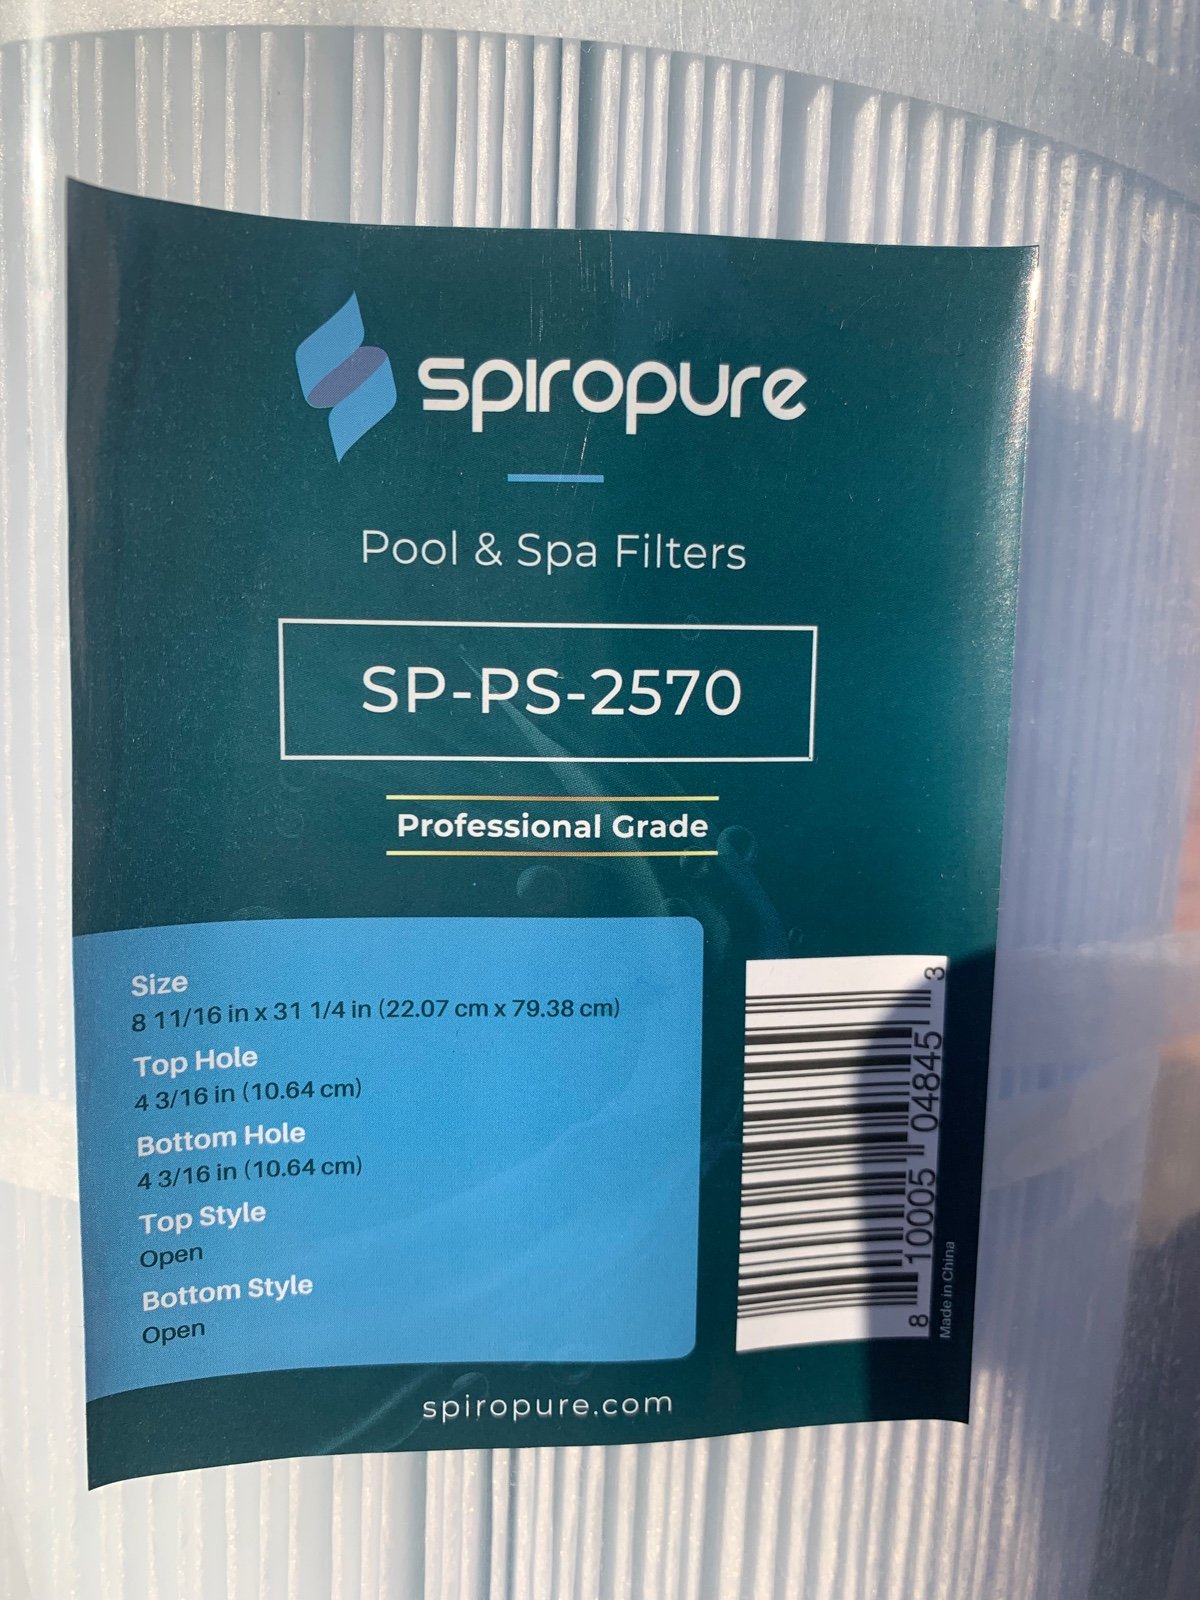 spiropure
Pool & Spa Filters
SP-PS-2570
Professional Grade
Size
8 11/16 in x 31 1/4 in (22.07 cm x 79.38 cm)
Top Hole
4 3/16 in (10.64 cm)
Bottom Hole
4 3/16 in (10.64 cm)
Top Style
Open
Bottom Style
Open
8 10005 04845 3
Made in China
spiropure.com